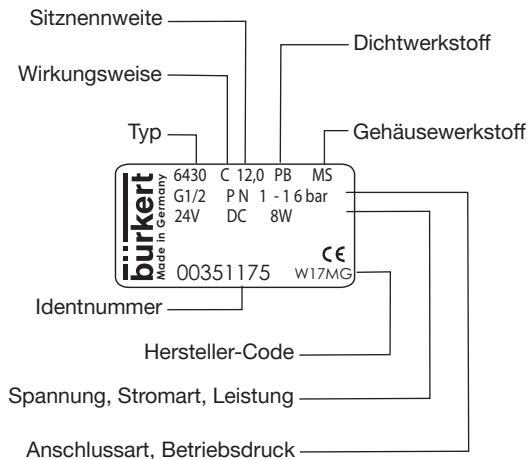 Sitznennweite
Dichtwerkstoff
Wirkungsweise
Typ
Gehäusewerkstoff
6430 C 12,0 PB MS
G1/2 PN 1 - 16 bar
24V DC 8W
bürkert
Made in Germany
CE
00351175 W17MG
Identnummer
Hersteller-Code
Spannung, Stromart, Leistung
Anschlussart, Betriebsdruck